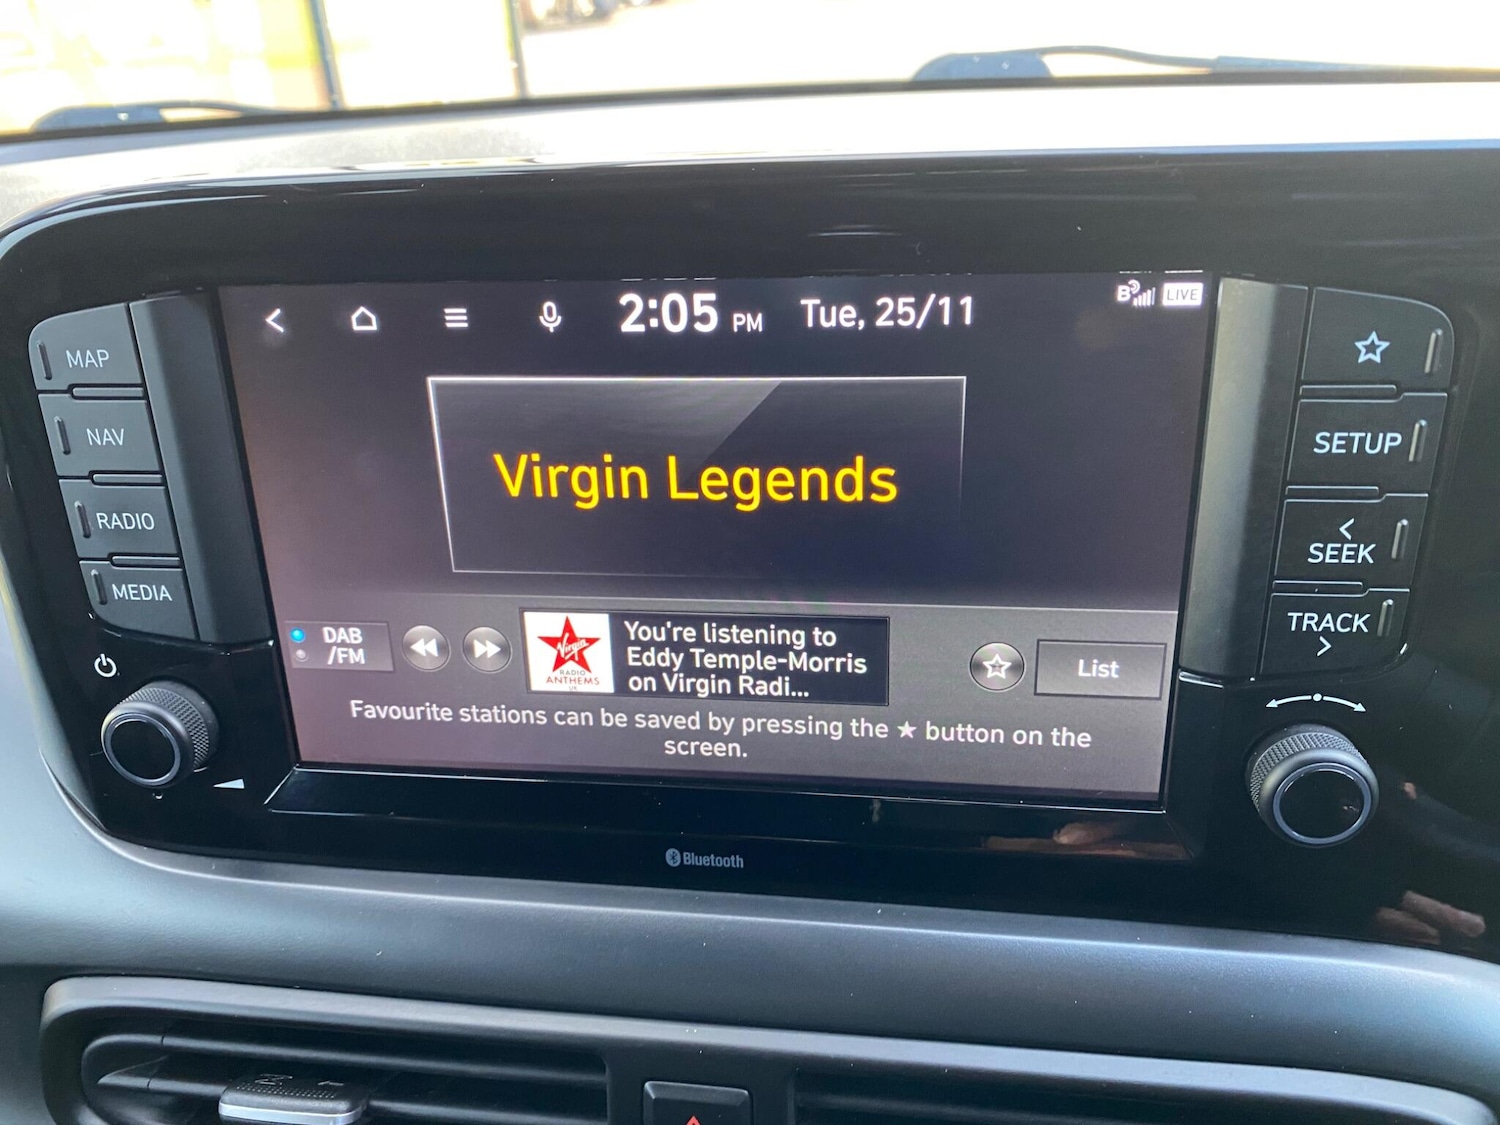 2:05 PM Tue, 25/11
B LIVE
MAP
NAV
RADIO
MEDIA
Virgin Legends
DAB
/FM
Virgin
RADIO
ANTHEMS
UK
You're listening to
Eddy Temple-Morris
on Virgin Radi...
List
Favourite stations can be saved by pressing the ★ button on the
screen.
SETUP
<
SEEK
TRACK
>
Bluetooth